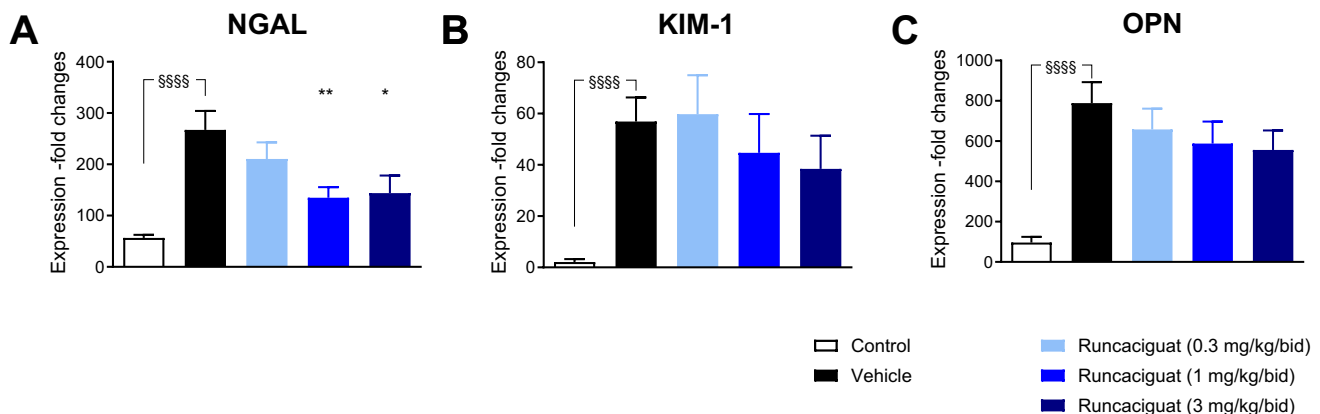 A
NGAL
Expression -fold changes
400
300
200
100
0
§§§§
**
*
B
KIM-1
Expression -fold changes
80
60
40
20
0
§§§§
C
OPN
Expression -fold changes
1000
800
600
400
200
0
§§§§
Control
Vehicle
Runcaciguat (0.3 mg/kg/bid)
Runcaciguat (1 mg/kg/bid)
Runcaciguat (3 mg/kg/bid)